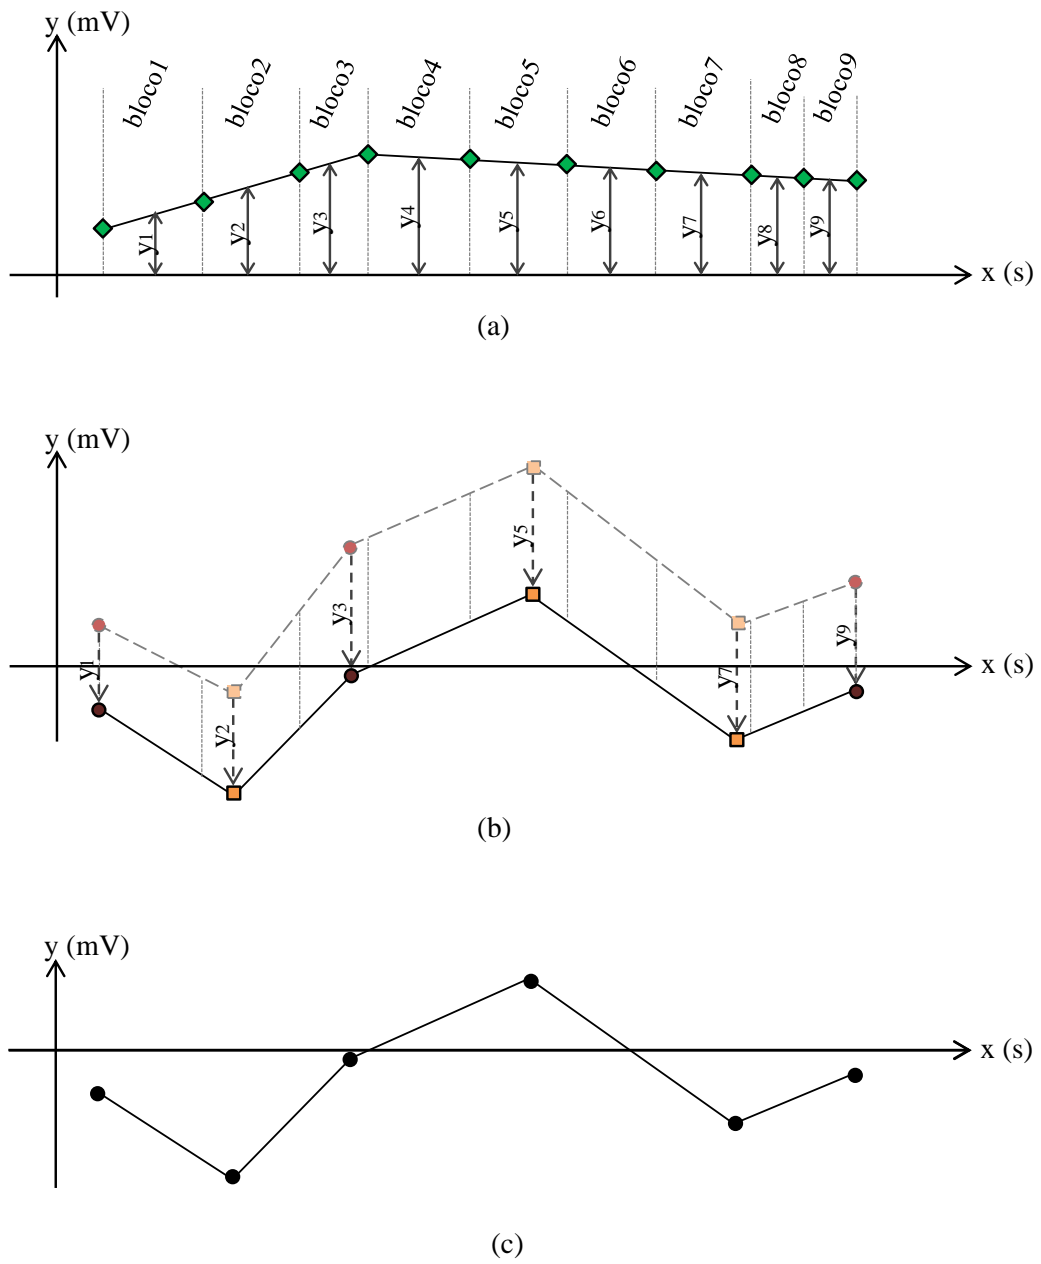 y (mV)
bloco1
bloco2
bloco3
bloco4
bloco5
bloco6
bloco7
bloco8
bloco9
y1
y2
y3
y4
y5
y6
y7
y8
y9
x (s)
(a)
y (mV)
y1
y2
y3
y5
y7
y9
x (s)
(b)
y (mV)
x (s)
(c)